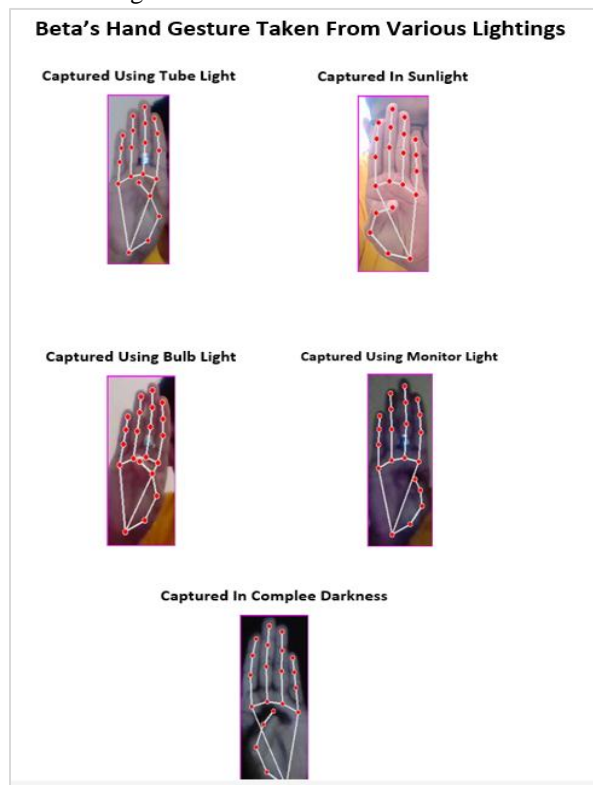 Beta's Hand Gesture Taken From Various Lightings
Captured Using Tube Light
Captured In Sunlight
Captured Using Bulb Light
Captured Using Monitor Light
Captured In Complee Darkness